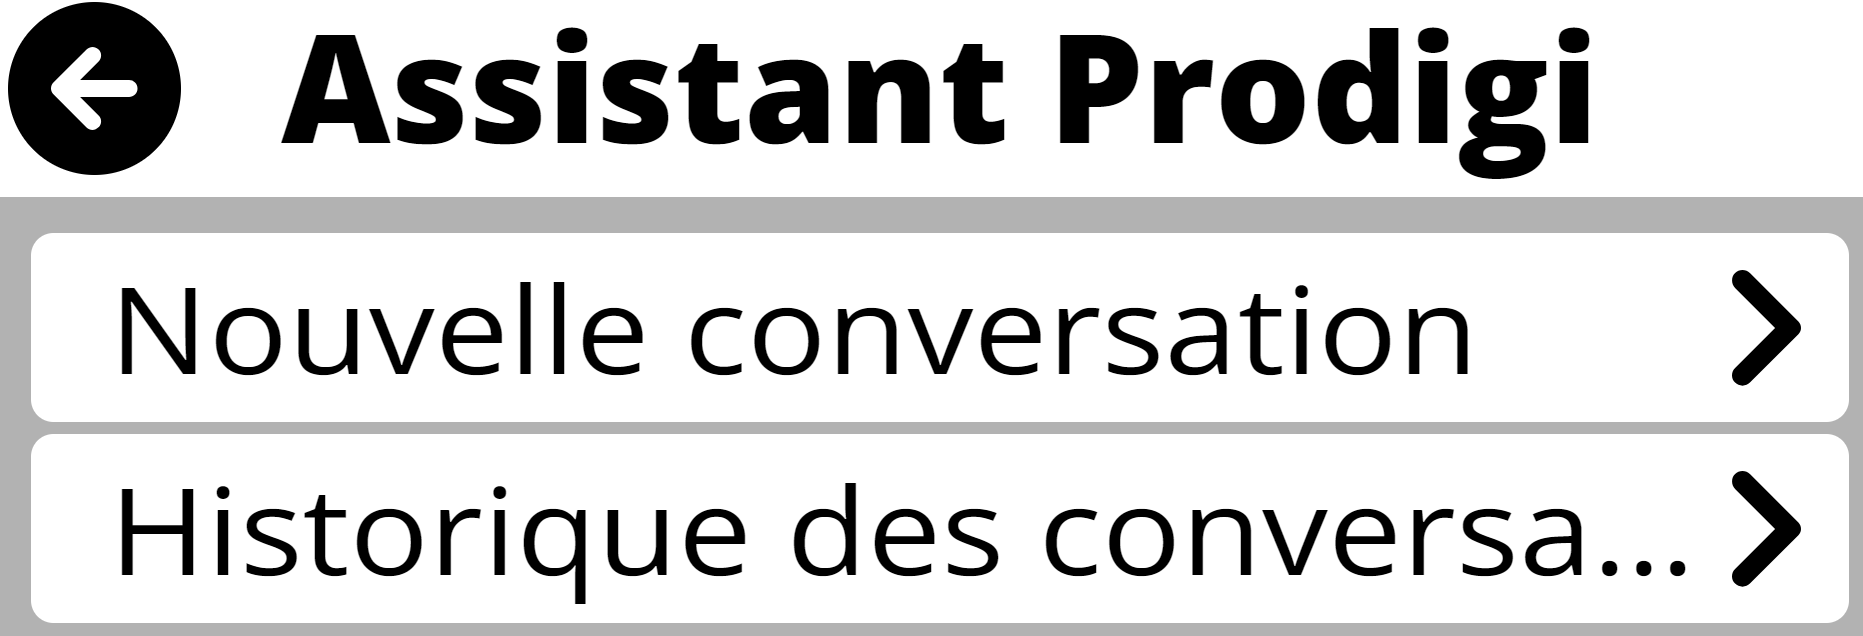 Assistant Prodigi
Nouvelle conversation
Historique des conversa...